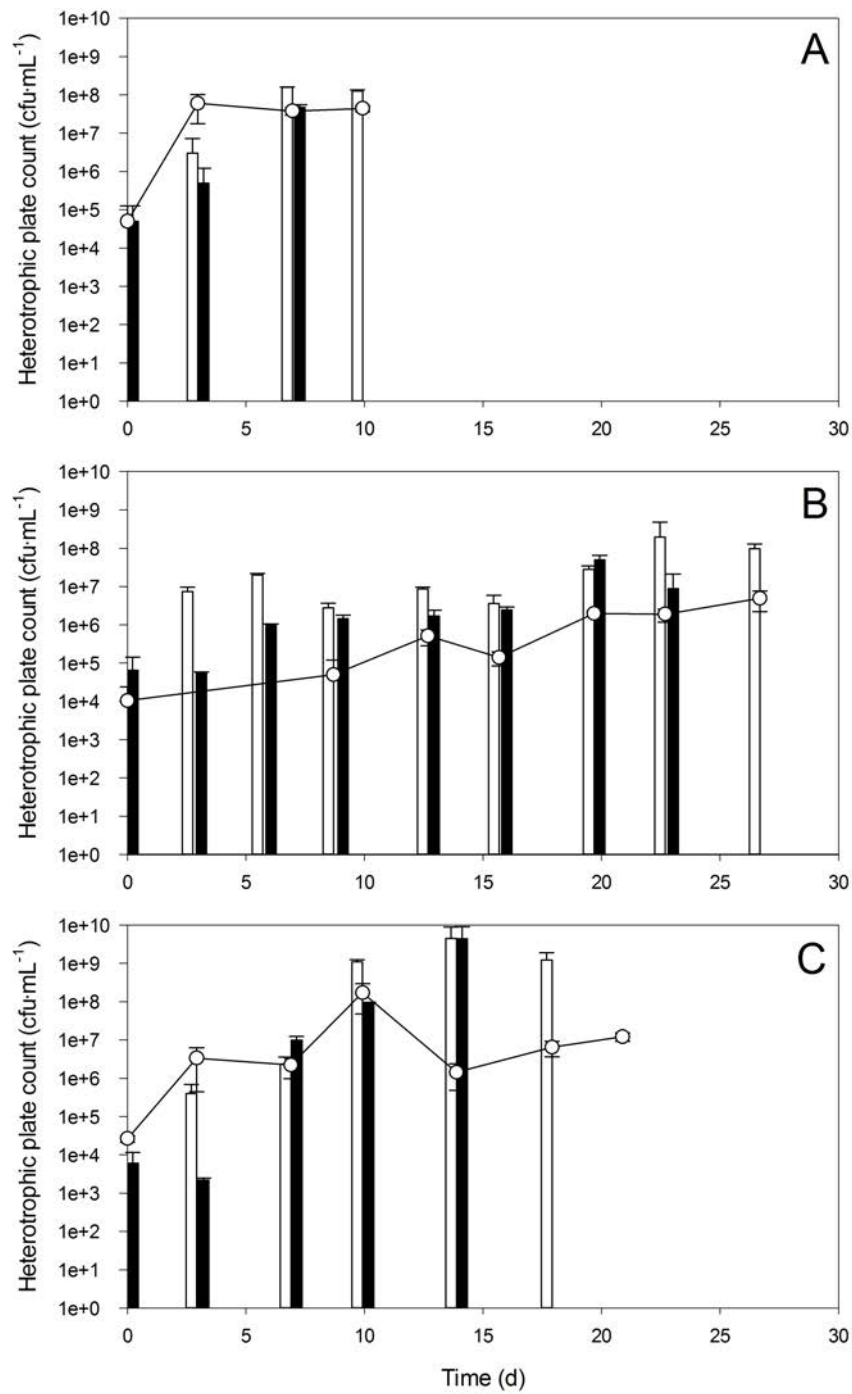 A
Heterotrophic plate count (cfu·mL⁻¹)
1e+10
1e+9
1e+8
1e+7
1e+6
1e+5
1e+4
1e+3
1e+2
1e+1
1e+0
0 5 10 15 20 25 30
B
Heterotrophic plate count (cfu·mL⁻¹)
1e+10
1e+9
1e+8
1e+7
1e+6
1e+5
1e+4
1e+3
1e+2
1e+1
1e+0
0 5 10 15 20 25 30
C
Heterotrophic plate count (cfu·mL⁻¹)
1e+10
1e+9
1e+8
1e+7
1e+6
1e+5
1e+4
1e+3
1e+2
1e+1
1e+0
0 5 10 15 20 25 30
Time (d)